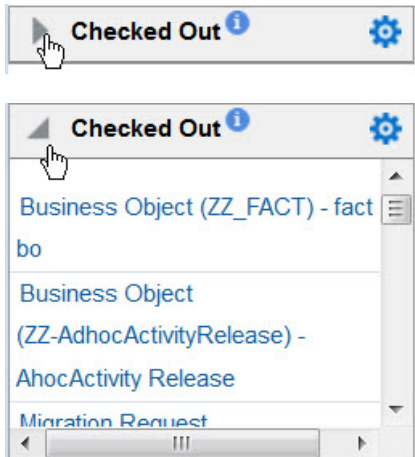 Checked Out i
Checked Out i
Business Object (ZZ_FACT) - fact
bo
Business Object
(ZZ-AdhocActivityRelease) -
AhocActivity Release
Migration Request